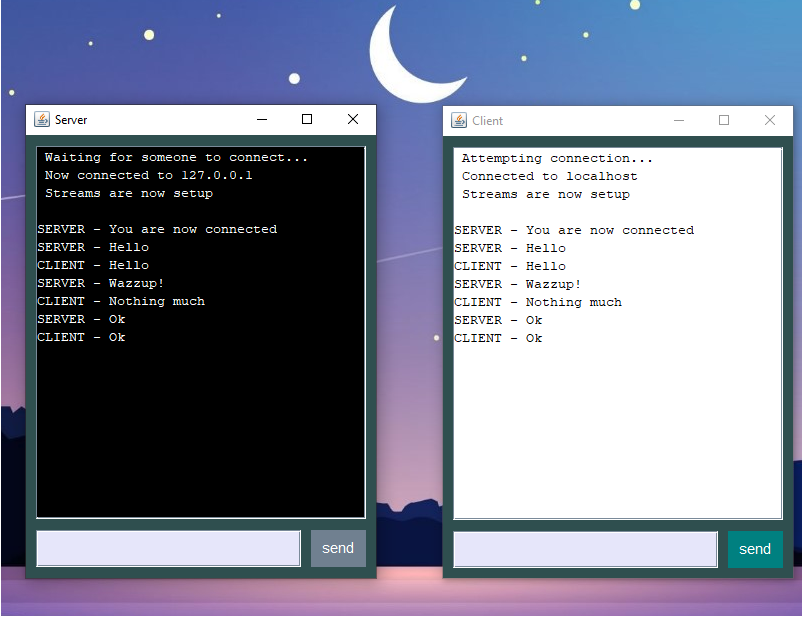 Server
Waiting for someone to connect...
Now connected to 127.0.0.1
Streams are now setup
SERVER - You are now connected
SERVER - Hello
CLIENT - Hello
SERVER - Wazzup!
CLIENT - Nothing much
SERVER - Ok
CLIENT - Ok
send
Client
Attempting connection...
Connected to localhost
Streams are now setup
SERVER - You are now connected
SERVER - Hello
CLIENT - Hello
SERVER - Wazzup!
CLIENT - Nothing much
SERVER - Ok
CLIENT - Ok
send